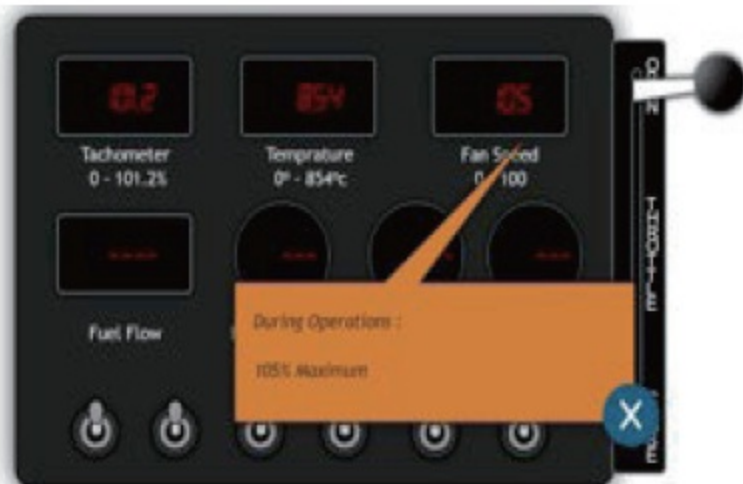 101.2
854
105
Tachometer
0 - 101.2%
Temprature
0º - 854ºc
Fan Speed
0 - 100
----
---
---
Fuel Flow
During Operations :
105% Maximum
X
THROTTLE